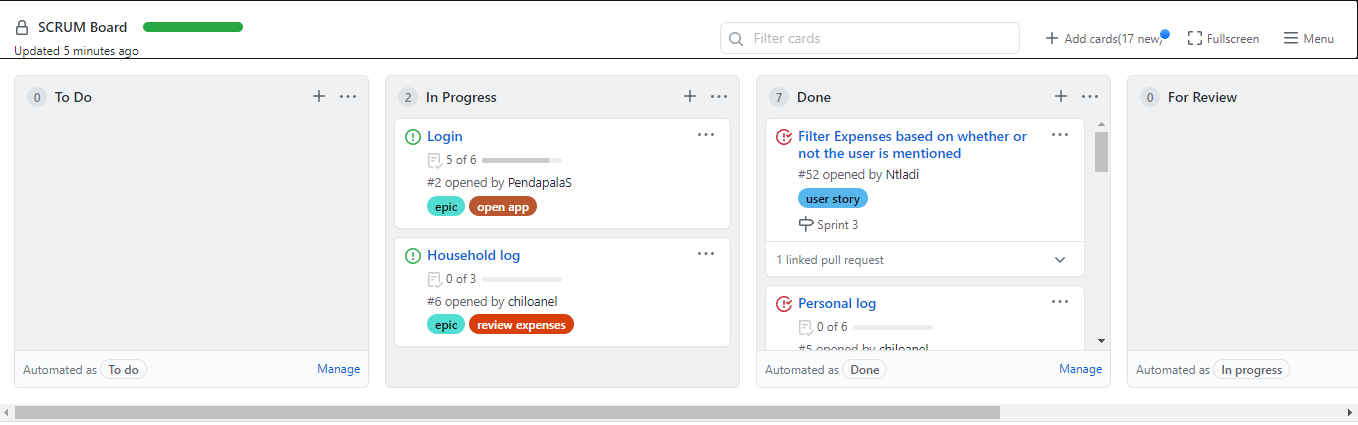 SCRUM Board
Updated 5 minutes ago
Filter cards
Add cards(17 new)
Fullscreen
Menu
0 To Do
2 In Progress
Login
5 of 6
#2 opened by PendapalaS
epic open app
Household log
0 of 3
#6 opened by chiloanel
epic review expenses
7 Done
Filter Expenses based on whether or
not the user is mentioned
#52 opened by Ntladi
user story
Sprint 3
1 linked pull request
Personal log
0 of 6
#5 opened by chiloanel
0 For Review
Automated as To do Manage
Automated as Done Manage
Automated as In progress